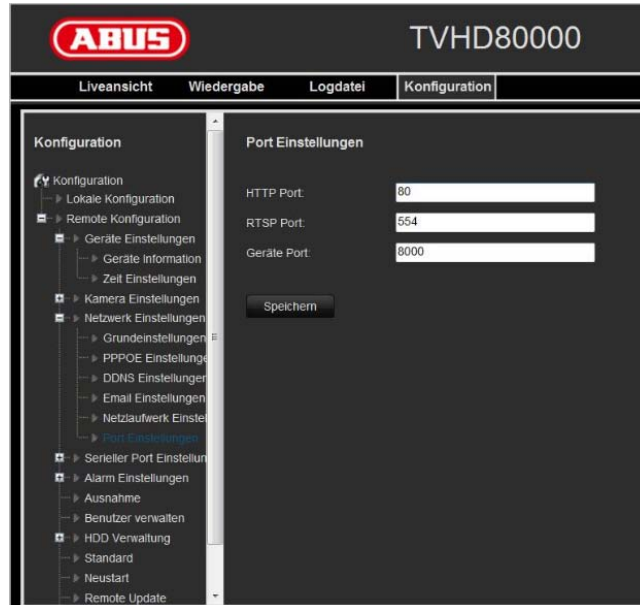 ABUS
TVHD80000
Liveansicht Wiedergabe Logdatei Konfiguration
Konfiguration
Konfiguration
Lokale Konfiguration
Remote Konfiguration
Geräte Einstellungen
Geräte Information
Zeit Einstellungen
Kamera Einstellungen
Netzwerk Einstellungen
Grundeinstellungen
PPPOE Einstellunge
DDNS Einstellunger
Email Einstellungen
Netzlaufwerk Einstel
Port Einstellungen
Serieller Port Einstellun
Alarm Einstellungen
Ausnahme
Benutzer verwalten
HDD Verwaltung
Standard
Neustart
Remote Update
Port Einstellungen
HTTP Port: 80
RTSP Port: 554
Geräte Port: 8000
Speichern